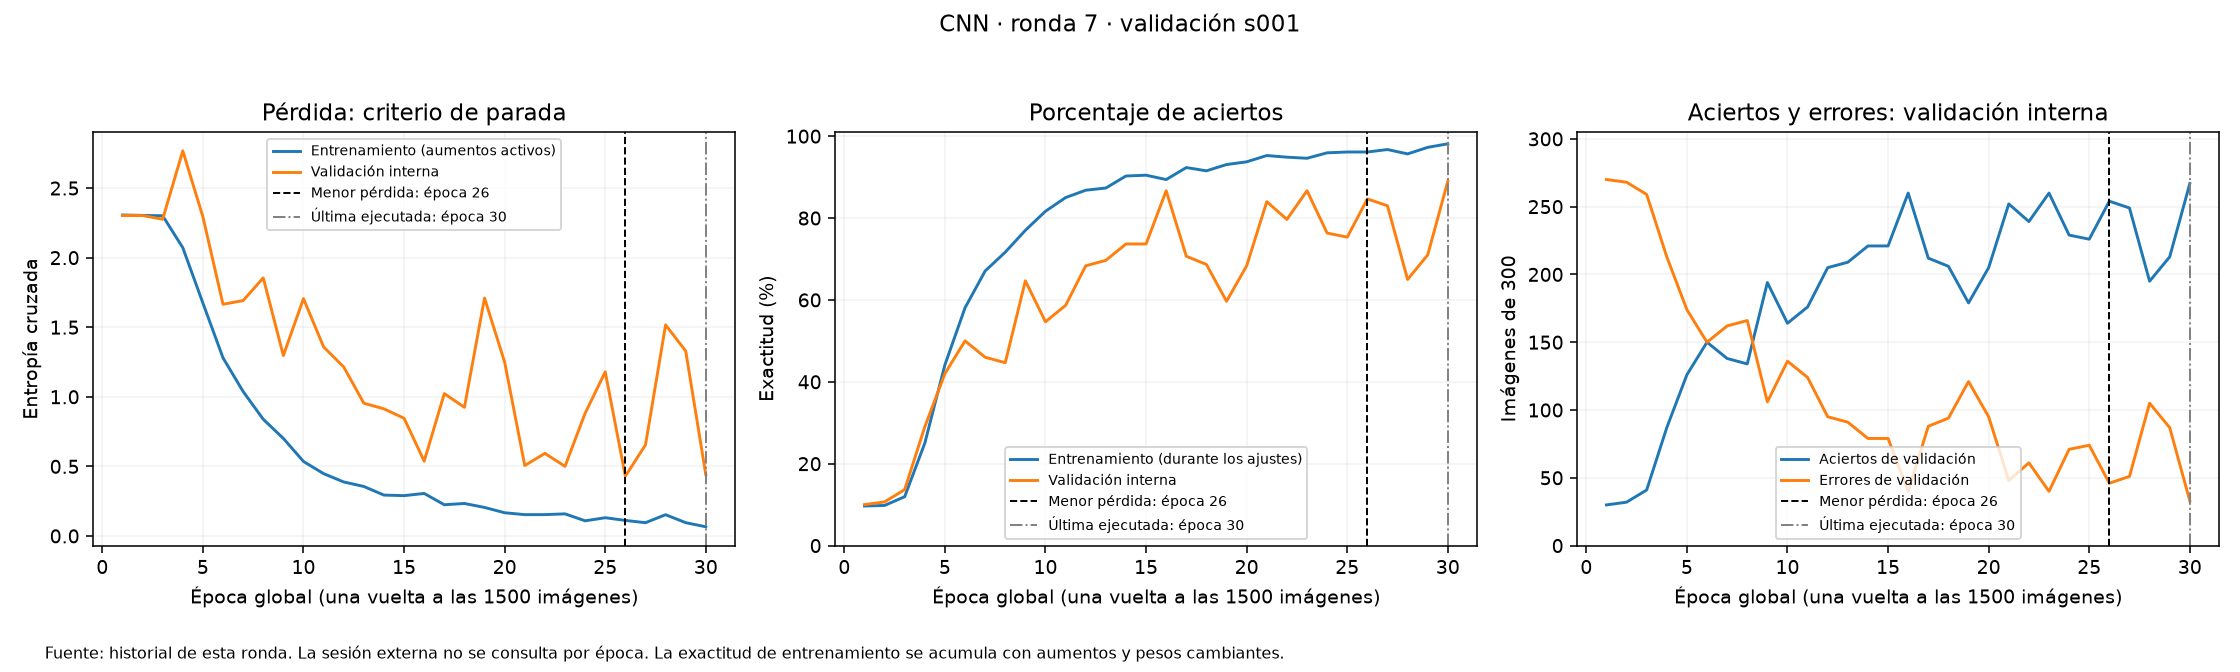 CNN · ronda 7 · validación s001
Pérdida: criterio de parada
Entropía cruzada
2.5
2.0
1.5
1.0
0.5
0.0
0 5 10 15 20 25 30
Época global (una vuelta a las 1500 imágenes)
Entrenamiento (aumentos activos)
Validación interna
Menor pérdida: época 26
Última ejecutada: época 30
Porcentaje de aciertos
Exactitud (%)
100
80
60
40
20
0
0 5 10 15 20 25 30
Época global (una vuelta a las 1500 imágenes)
Entrenamiento (durante los ajustes)
Validación interna
Menor pérdida: época 26
Última ejecutada: época 30
Aciertos y errores: validación interna
Imágenes de 300
300
250
200
150
100
50
0
0 5 10 15 20 25 30
Época global (una vuelta a las 1500 imágenes)
Aciertos de validación
Errores de validación
Menor pérdida: época 26
Última ejecutada: época 30
Fuente: historial de esta ronda. La sesión externa no se consulta por época. La exactitud de entrenamiento se acumula con aumentos y pesos cambiantes.